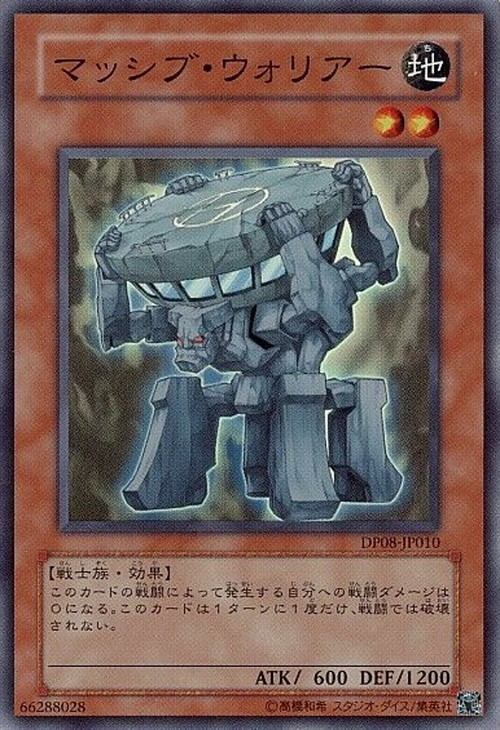 マッシブ・ウォリアー
地
DP08-JP010
【戦士族・効果】
このカードの戦闘によって発生する自分への戦闘ダメージは
０になる。このカードは１ターンに１度だけ、戦闘では破壊
されない。
ATK/ 600 DEF/1200
66288028
©高橋和希 スタジオ・ダイス/集英社